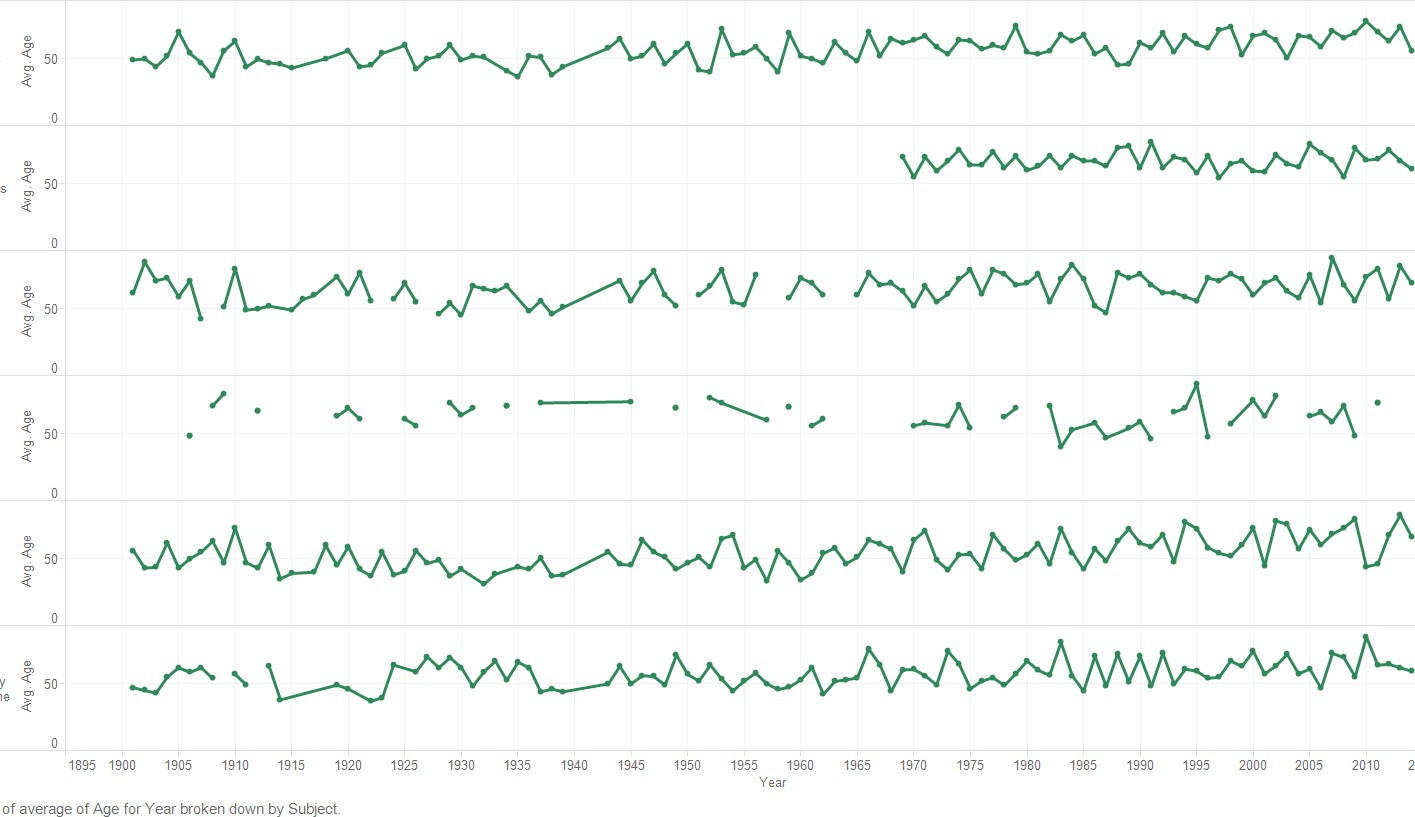 Avg. Age
50
0
s
Avg. Age
50
0
Avg. Age
50
0
Avg. Age
50
0
Avg. Age
50
0
y
ne
Avg. Age
50
0
1895 1900 1905 1910 1915 1920 1925 1930 1935 1940 1945 1950 1955 1960 1965 1970 1975 1980 1985 1990 1995 2000 2005 2010 2
Year
of average of Age for Year broken down by Subject.